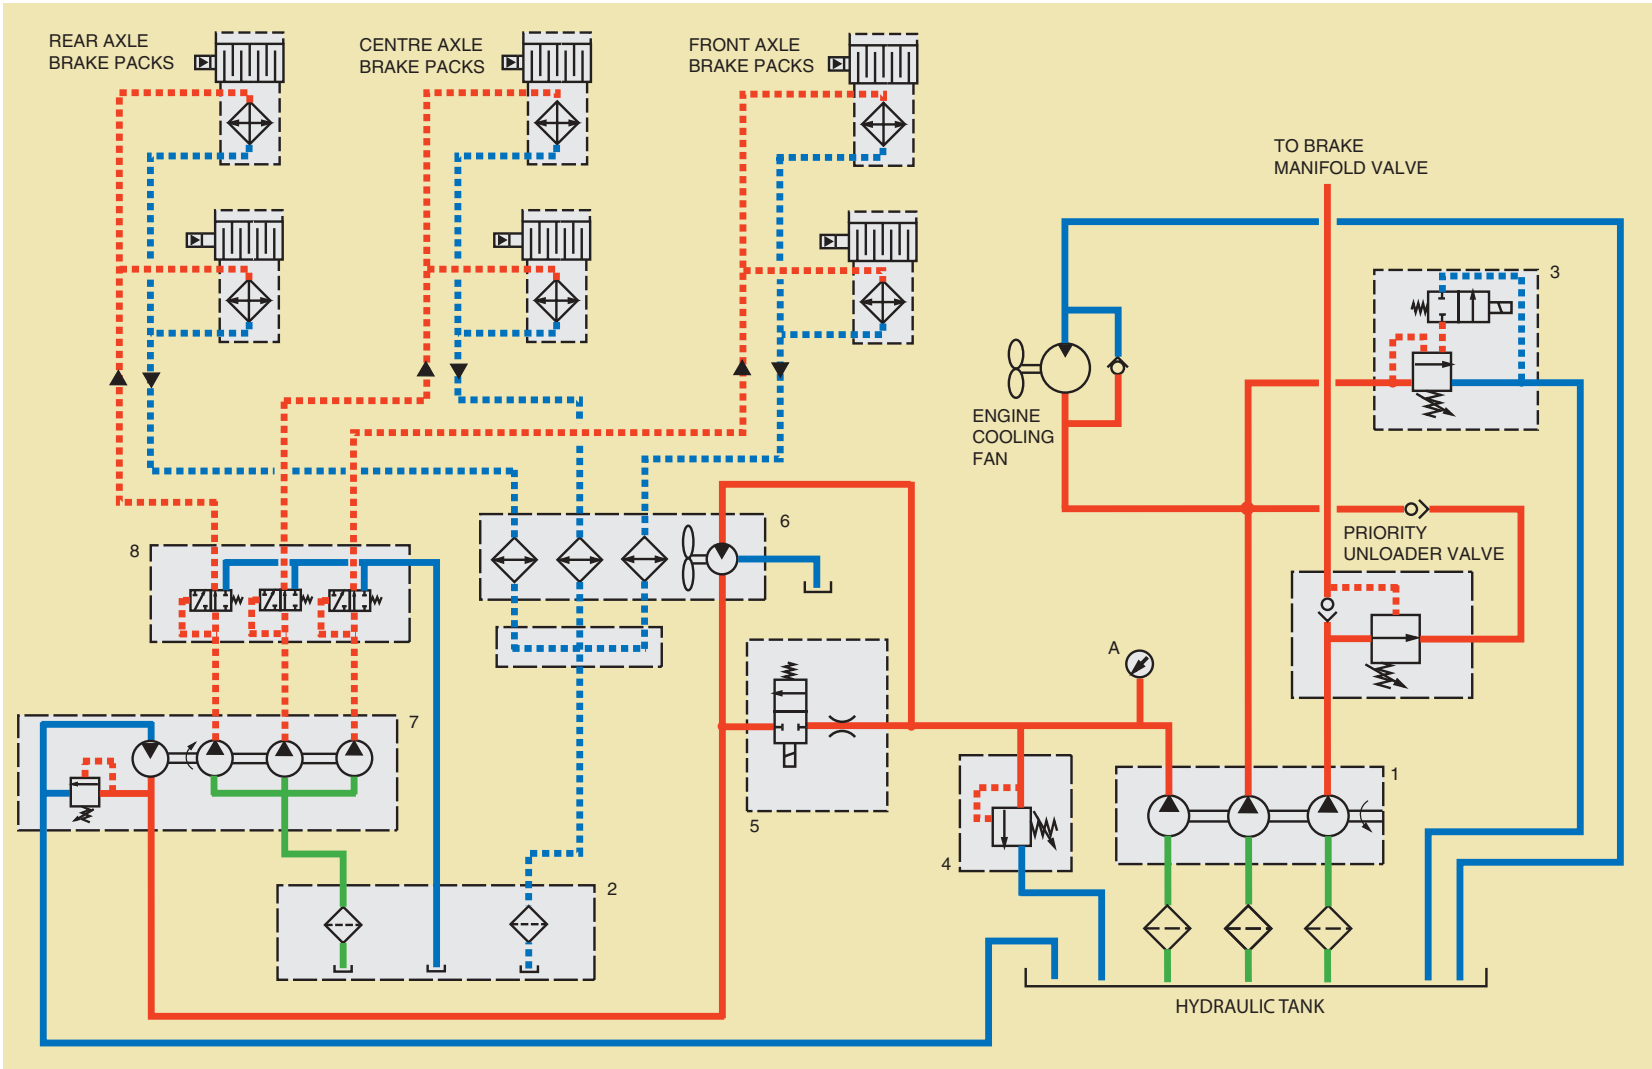 REAR AXLE
BRAKE PACKS
CENTRE AXLE
BRAKE PACKS
FRONT AXLE
BRAKE PACKS
TO BRAKE
MANIFOLD VALVE
3
ENGINE
COOLING
FAN
6
PRIORITY
UNLOADER VALVE
8
A
7
1
5
4
2
HYDRAULIC TANK